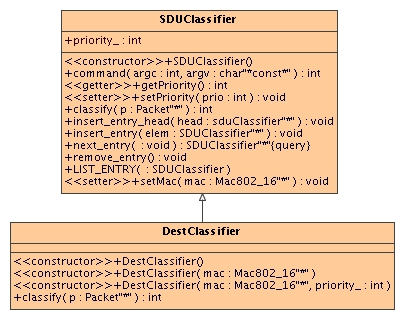 SDUClassifier
+priority_ : int
<<constructor>>+SDUClassifier()
+command( argc : int, argv : char"*const*" ) : int
<<getter>>+getPriority() : int
<<setter>>+setPriority( prio : int ) : void
+classify( p : Packet"*" ) : int
+insert_entry_head( head : sduClassifier"*" ) : void
+insert_entry( elem : SDUClassifier"*" ) : void
+next_entry( : void ) : SDUClassifier"*"{query}
+remove_entry() : void
+LIST_ENTRY( : SDUClassifier )
<<setter>>+setMac( mac : Mac802_16"*" ) : void
DestClassifier
<<constructor>>+DestClassifier()
<<constructor>>+DestClassifier( mac : Mac802_16"*" )
<<constructor>>+DestClassifier( mac : Mac802_16"*", priority_ : int )
+classify( p : Packet"*" ) : int